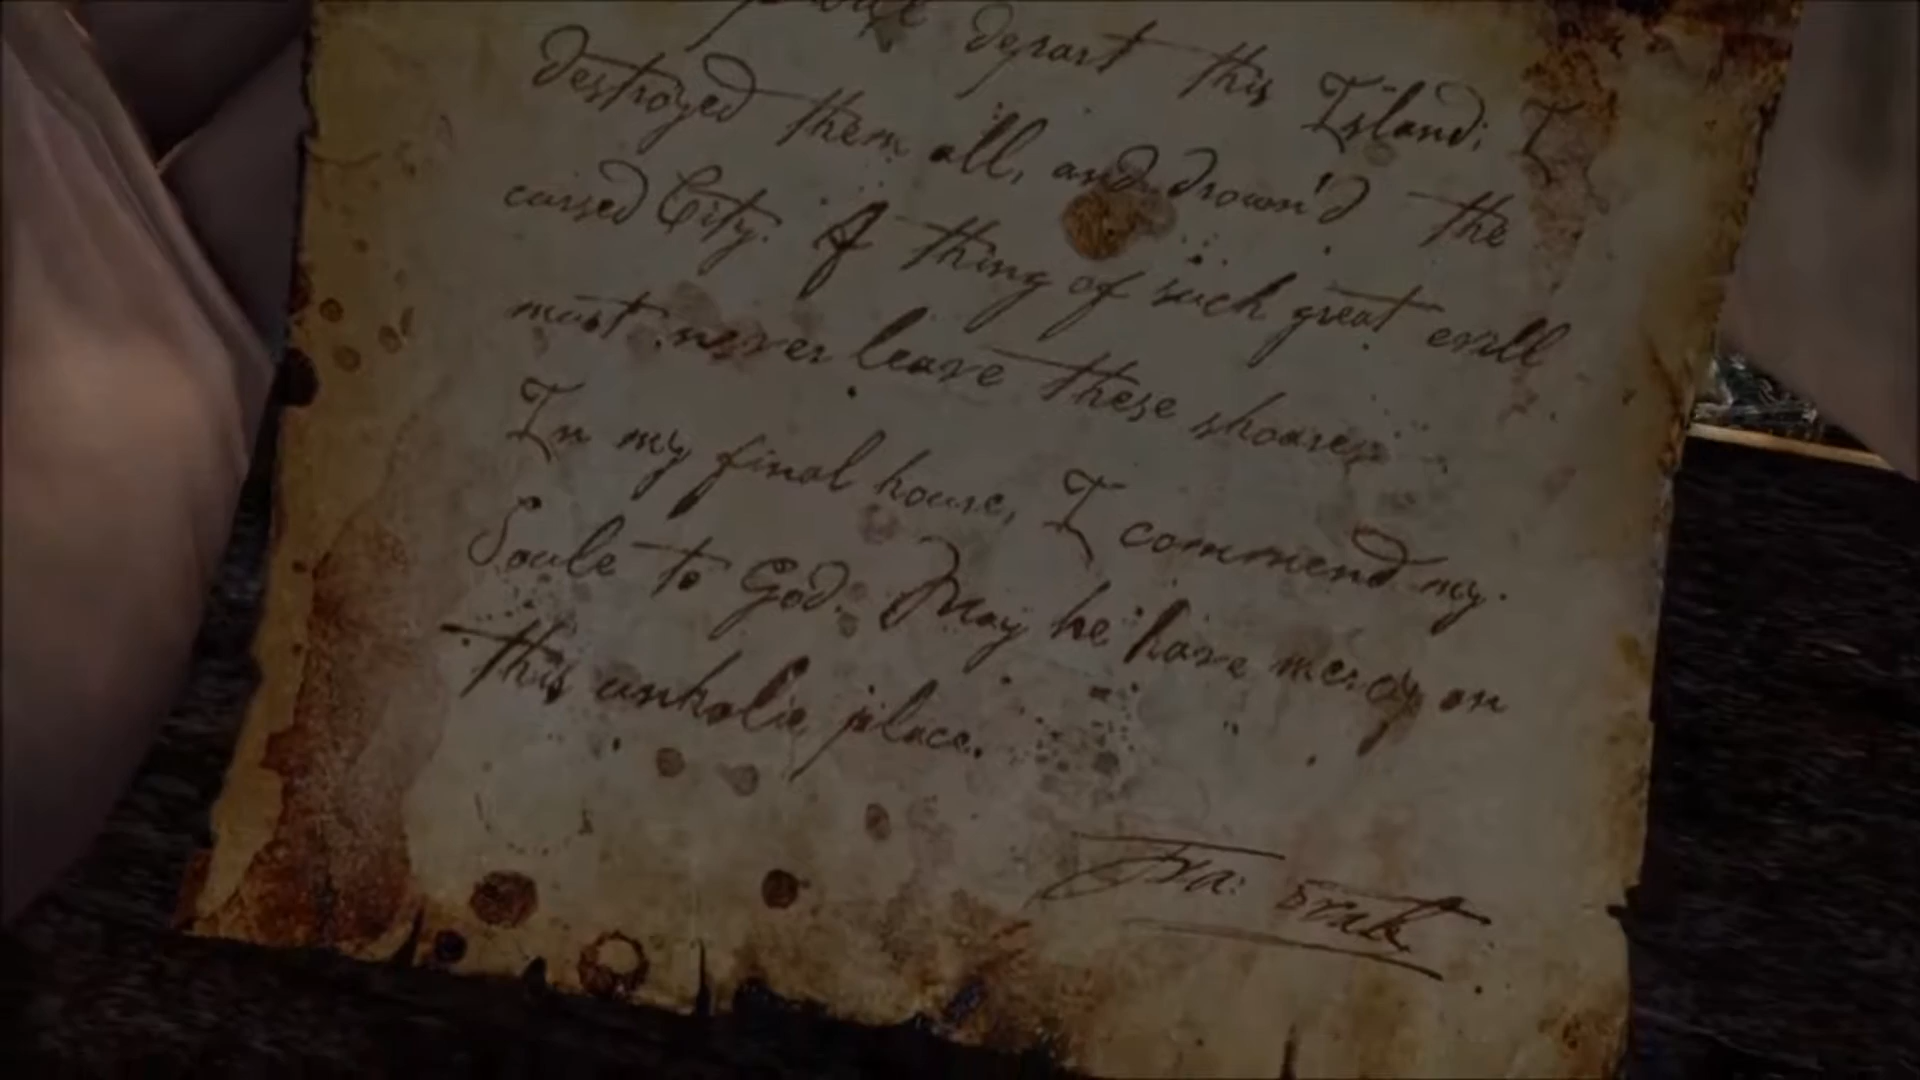 depart this Island; I
destroyed them all, and drown'd the
cursed City. A thing of such great evill
must never leave these shoares
In my final houre, I commend my
Soule to God. May he have mercy on
this unholie place.
Fra: Drak